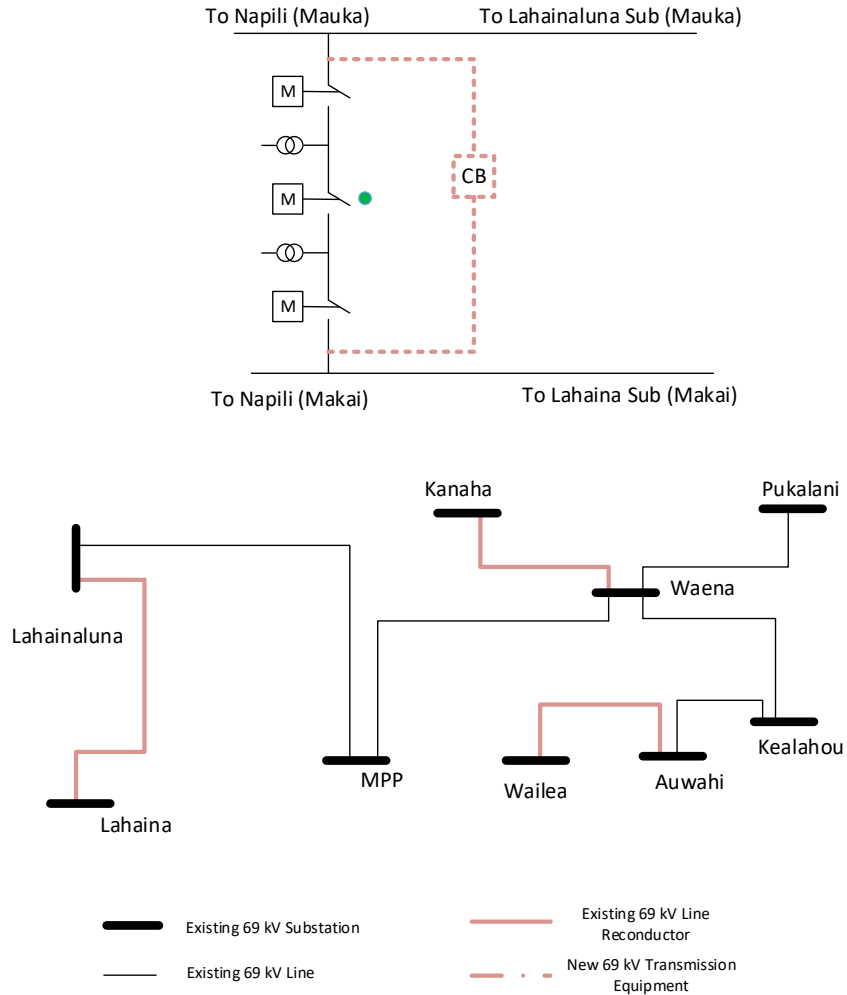 To Napili (Mauka)
To Lahainaluna Sub (Mauka)
M
CB
M
M
To Napili (Makai)
To Lahaina Sub (Makai)
Kanaha
Pukalani
Waena
Lahainaluna
Kealahou
MPP
Wailea
Auwahi
Lahaina
Existing 69 kV Substation
Existing 69 kV Line
Reconductor
Existing 69 kV Line
New 69 kV Transmission
Equipment